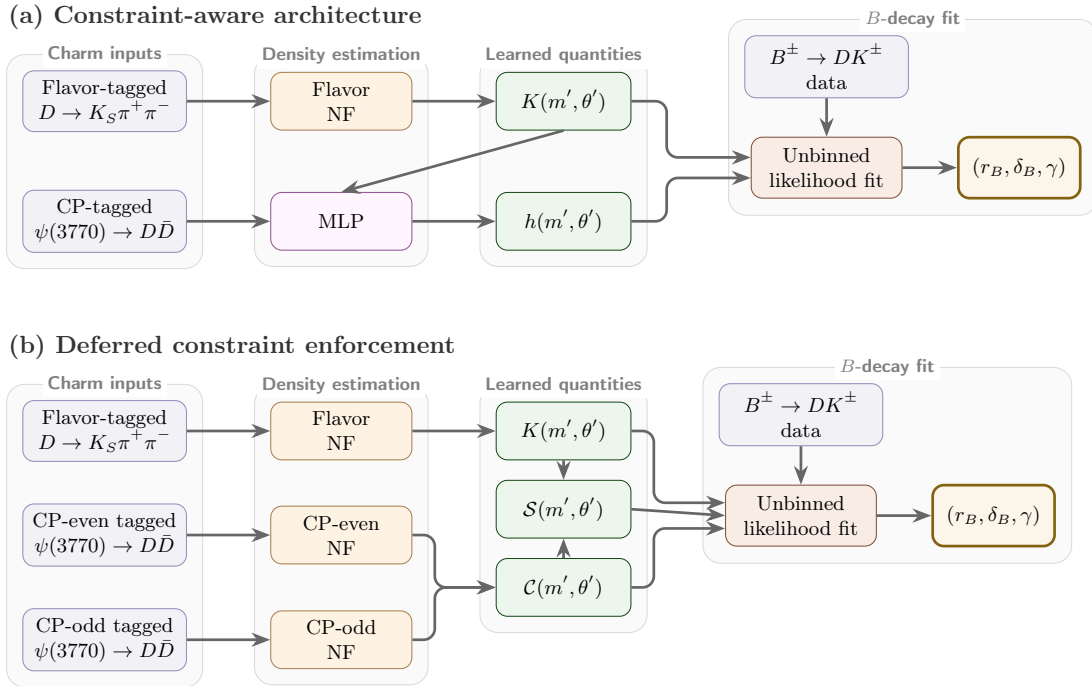 (a) Constraint-aware architecture
Charm inputs
Density estimation
Learned quantities
B-decay fit
Flavor-tagged
D → K_S π⁺ π⁻
Flavor
NF
K(m′, θ′)
B^± → DK^±
data
CP-tagged
ψ(3770) → DD̄
MLP
h(m′, θ′)
Unbinned
likelihood fit
(r_B, δ_B, γ)
(b) Deferred constraint enforcement
Charm inputs
Density estimation
Learned quantities
B-decay fit
Flavor-tagged
D → K_S π⁺ π⁻
Flavor
NF
K(m′, θ′)
B^± → DK^±
data
CP-even tagged
ψ(3770) → DD̄
CP-even
NF
𝒮(m′, θ′)
Unbinned
likelihood fit
(r_B, δ_B, γ)
CP-odd tagged
ψ(3770) → DD̄
CP-odd
NF
𝒞(m′, θ′)